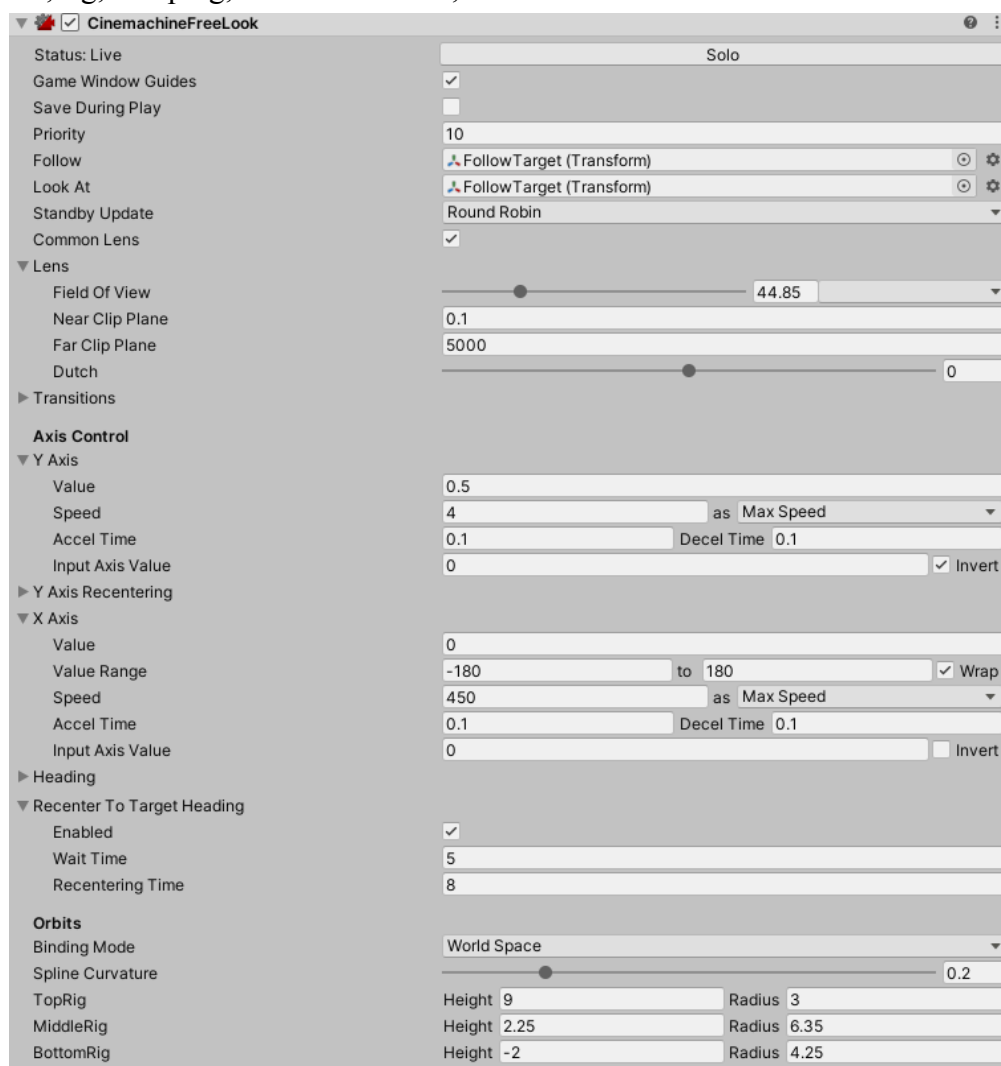 CinemachineFreeLook
Status: Live Solo
Game Window Guides
Save During Play
Priority 10
Follow FollowTarget (Transform)
Look At FollowTarget (Transform)
Standby Update Round Robin
Common Lens
Lens
Field Of View 44.85
Near Clip Plane 0.1
Far Clip Plane 5000
Dutch 0
Transitions
Axis Control
Y Axis
Value 0.5
Speed 4 as Max Speed
Accel Time 0.1 Decel Time 0.1
Input Axis Value 0 Invert
Y Axis Recentering
X Axis
Value 0
Value Range -180 to 180 Wrap
Speed 450 as Max Speed
Accel Time 0.1 Decel Time 0.1
Input Axis Value 0 Invert
Heading
Recenter To Target Heading
Enabled
Wait Time 5
Recentering Time 8
Orbits
Binding Mode World Space
Spline Curvature 0.2
TopRig Height 9 Radius 3
MiddleRig Height 2.25 Radius 6.35
BottomRig Height -2 Radius 4.25